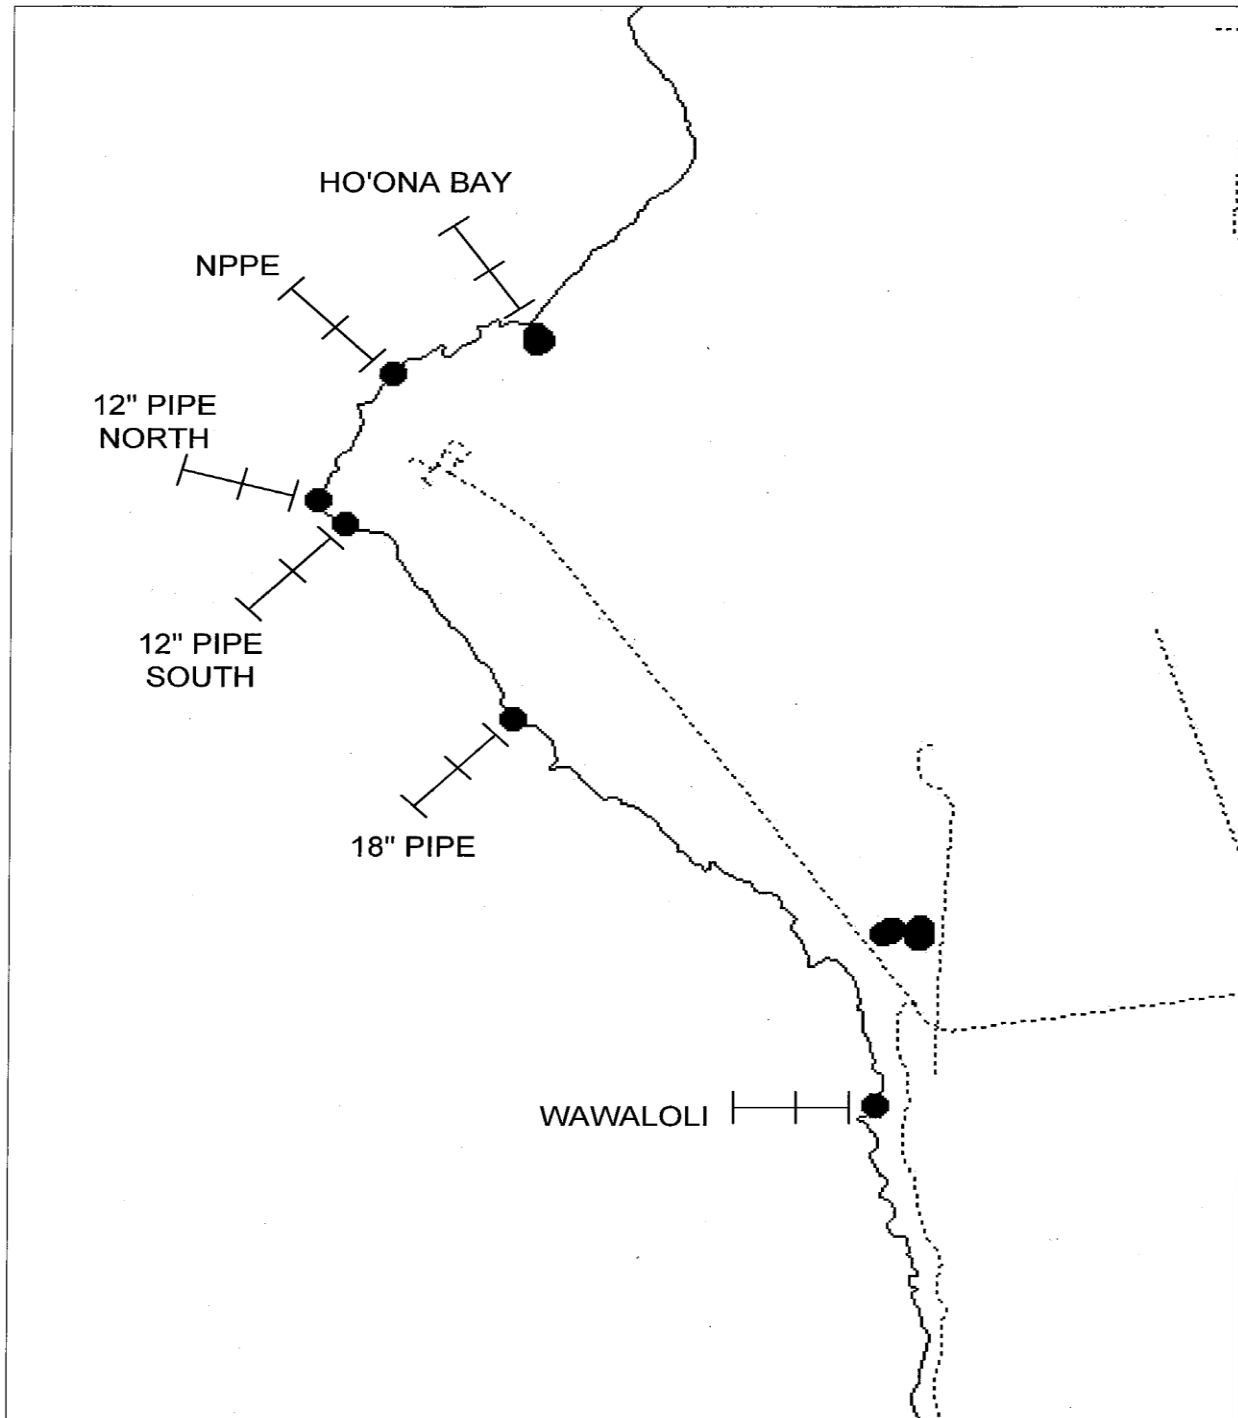 HO'ONA BAY
NPPE
12" PIPE
NORTH
12" PIPE
SOUTH
18" PIPE
WAWALOLI